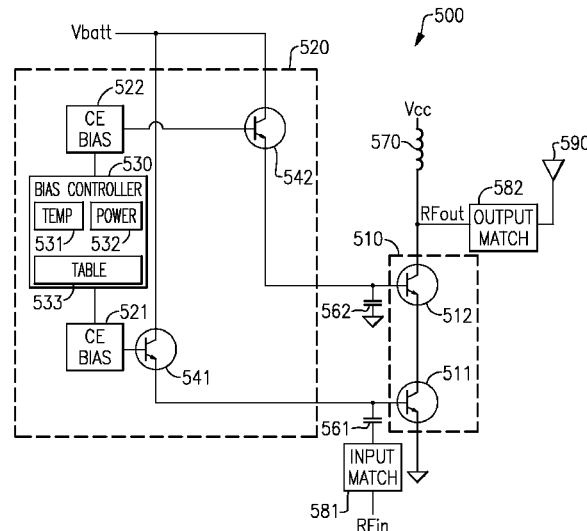 500
Vbatt
520
522
CE
BIAS
Vcc
570
590
542
530
BIAS CONTROLLER
TEMP
POWER
531
532
TABLE
533
582
RFout
OUTPUT
MATCH
510
562
512
521
CE
BIAS
541
511
561
INPUT
MATCH
581
RFin